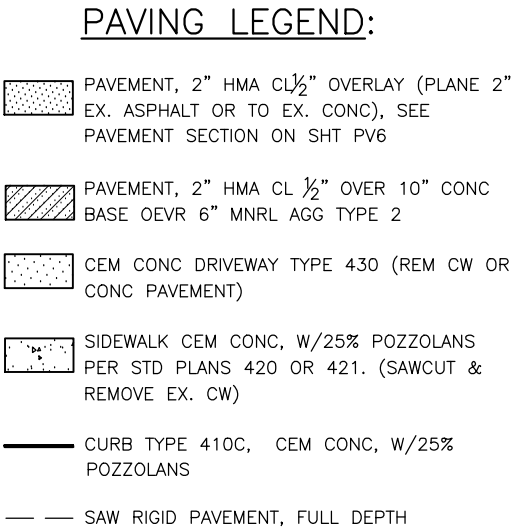 PAVING LEGEND:
PAVEMENT, 2" HMA CL½" OVERLAY (PLANE 2"
EX. ASPHALT OR TO EX. CONC), SEE
PAVEMENT SECTION ON SHT PV6
PAVEMENT, 2" HMA CL ½" OVER 10" CONC
BASE OEVR 6" MNRL AGG TYPE 2
CEM CONC DRIVEWAY TYPE 430 (REM CW OR
CONC PAVEMENT)
SIDEWALK CEM CONC, W/25% POZZOLANS
PER STD PLANS 420 OR 421. (SAWCUT &
REMOVE EX. CW)
CURB TYPE 410C, CEM CONC, W/25%
POZZOLANS
SAW RIGID PAVEMENT, FULL DEPTH